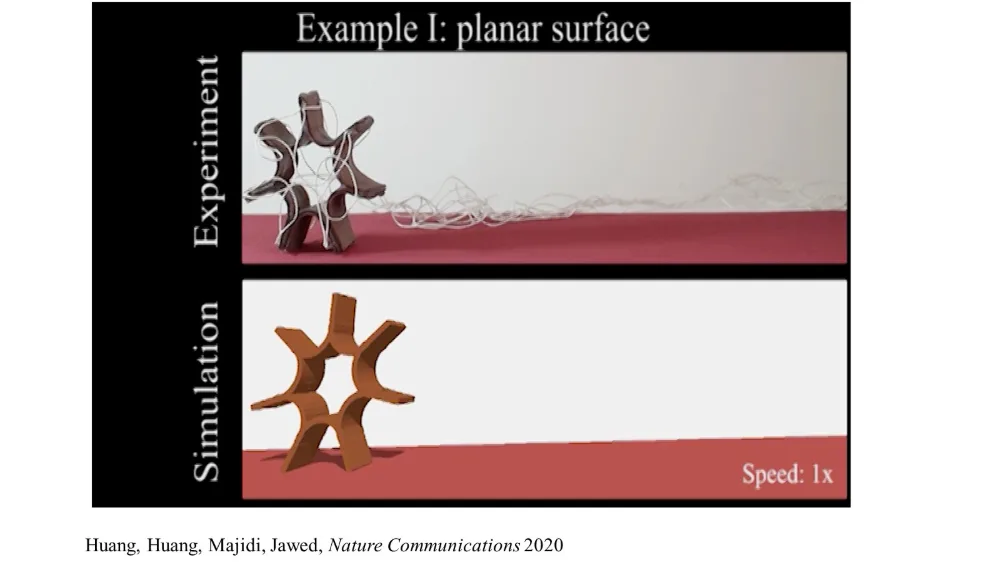 Example I: planar surface
Experiment
Simulation
Speed: 1x
Huang, Huang, Majidi, Jawed, Nature Communications 2020